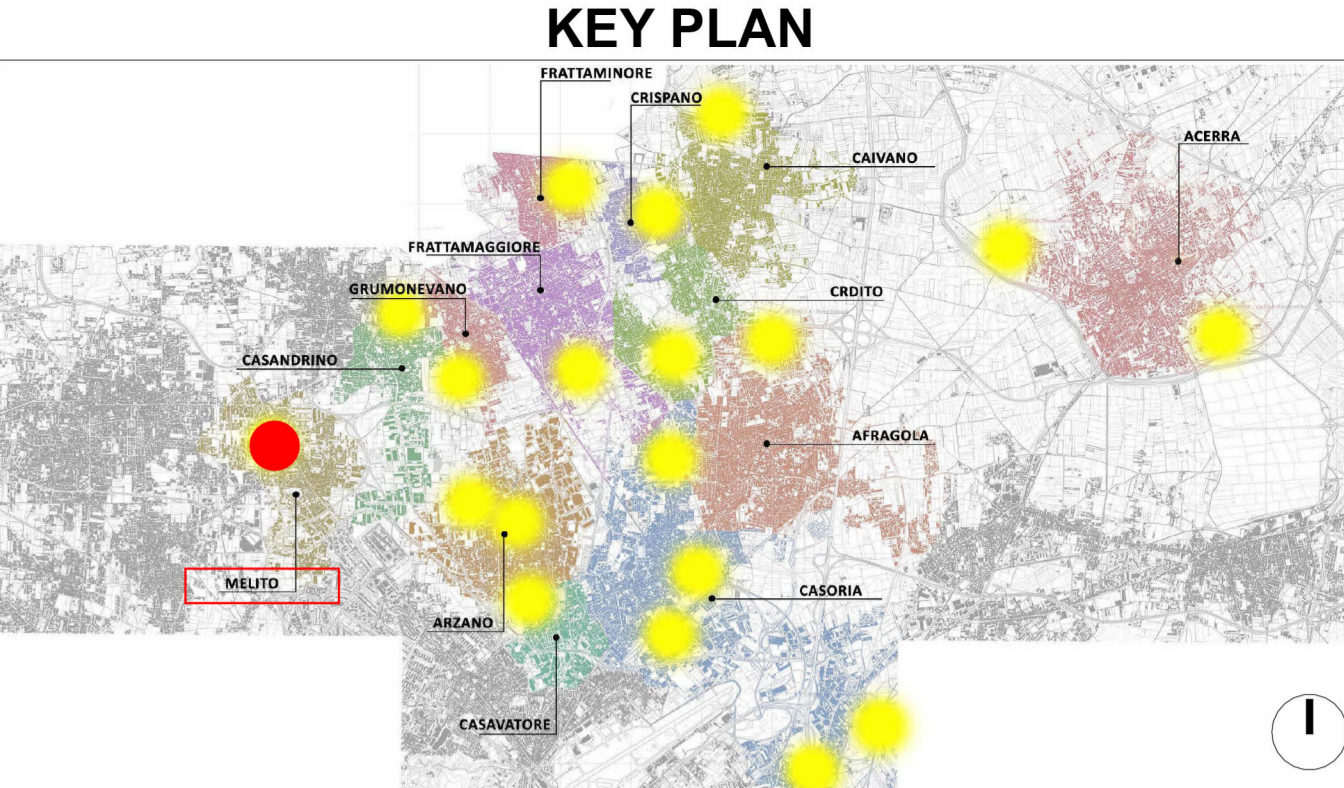 KEY PLAN
FRATTAMINORE
CRISPANO
ACERRA
CAIVANO
FRATTAMAGGIORE
GRUMONEVANO
CRDITO
CASANDRINO
AFRAGOLA
MELITO
CASORIA
ARZANO
CASAVATORE